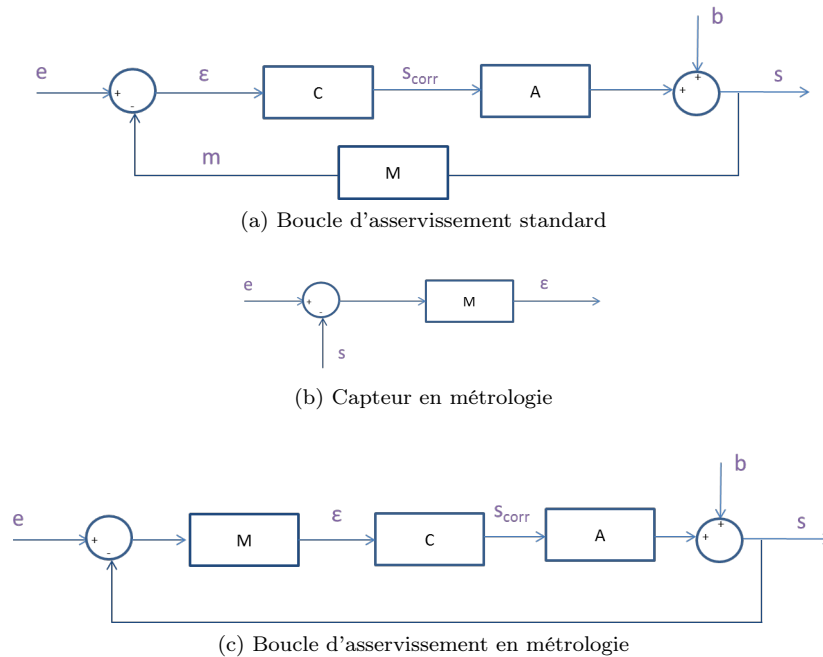 b
e
ε
s_corr
s
+
-
C
A
+
+
m
M
(a) Boucle d'asservissement standard
e
ε
+
-
M
s
(b) Capteur en métrologie
b
e
ε
s_corr
s
+
-
M
C
A
+
+
(c) Boucle d'asservissement en métrologie